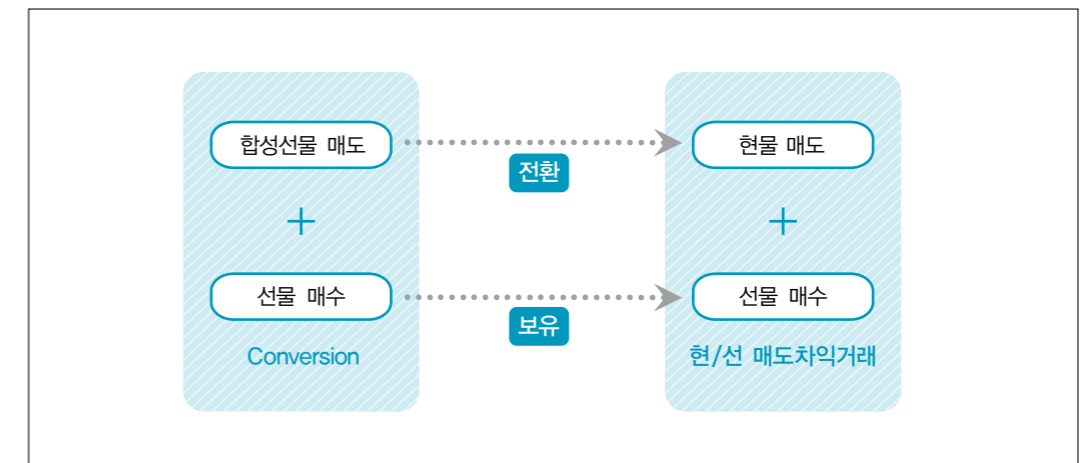 합성선물 매도
+
선물 매수
Conversion
전환
보유
현물 매도
+
선물 매수
현/선 매도차익거래